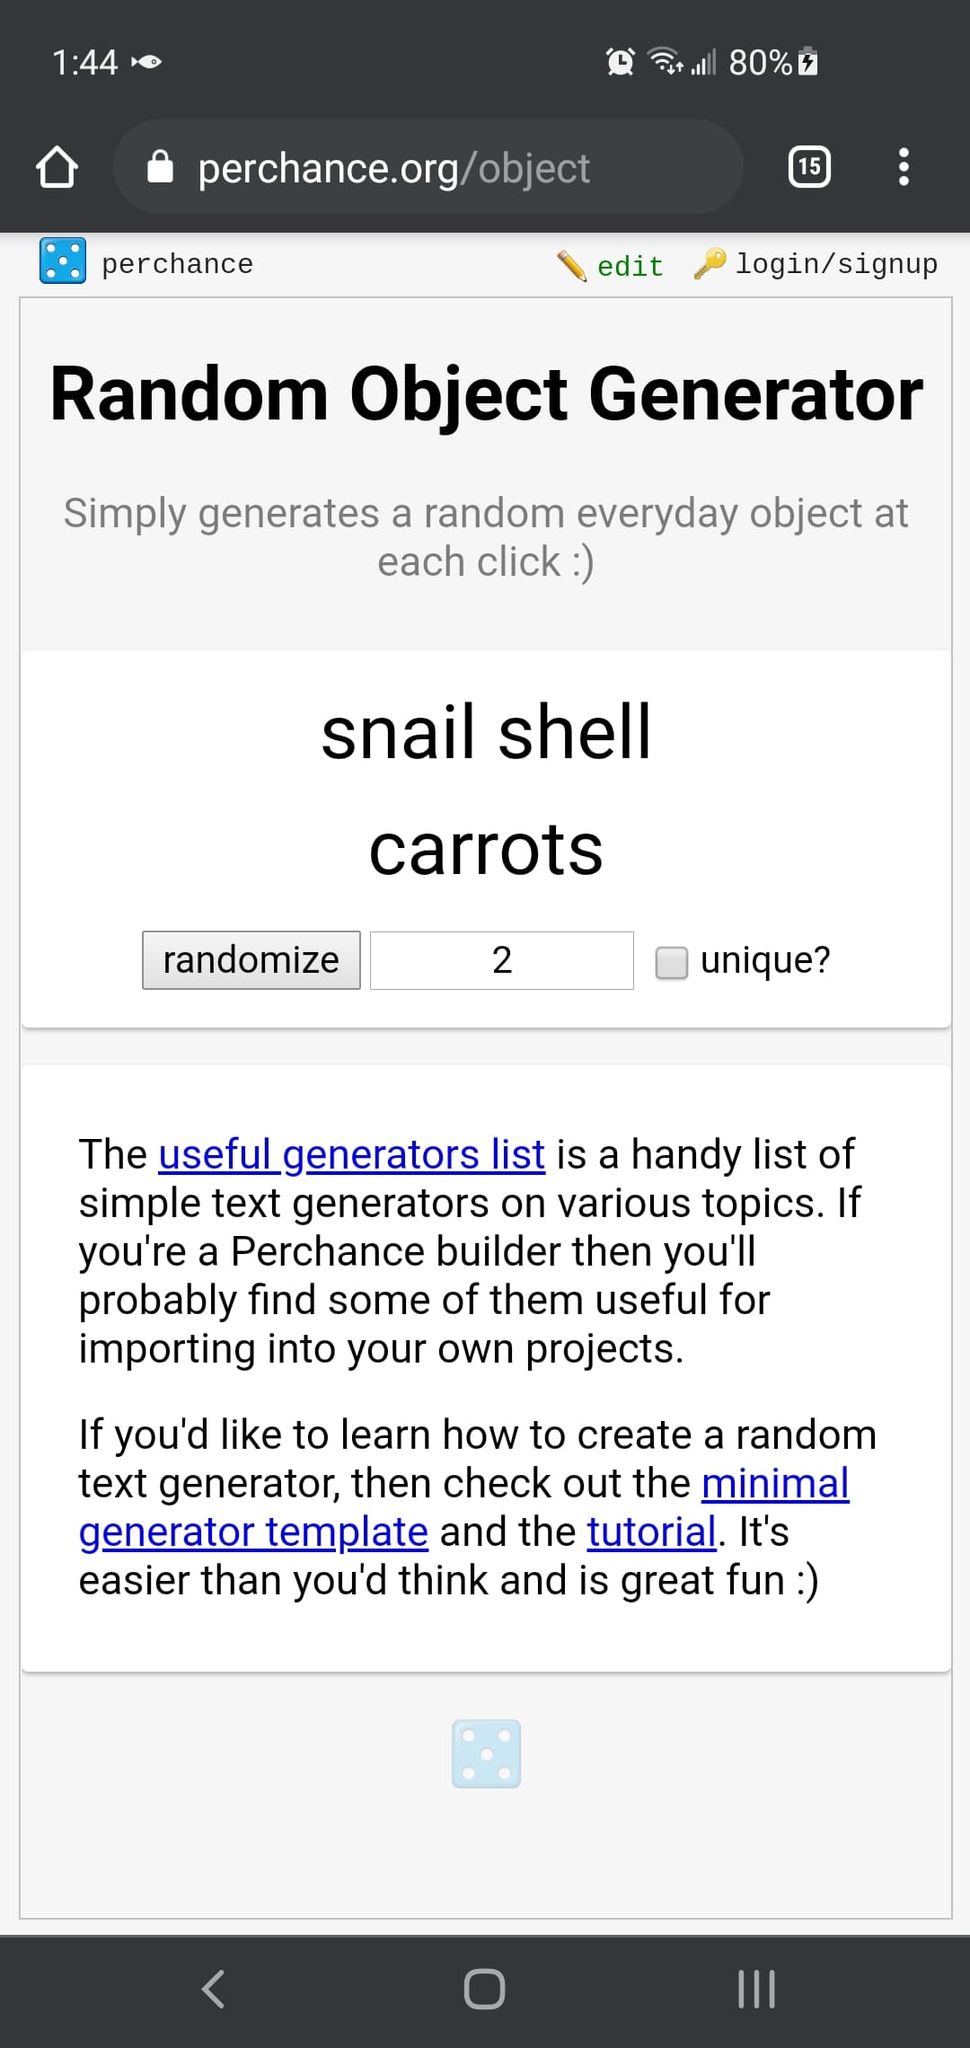 1:44 80%
perchance.org/object 15
perchance edit login/signup
Random Object Generator
Simply generates a random everyday object at
each click :)
snail shell
carrots
randomize 2 unique?
The useful generators list is a handy list of
simple text generators on various topics. If
you're a Perchance builder then you'll
probably find some of them useful for
importing into your own projects.
If you'd like to learn how to create a random
text generator, then check out the minimal
generator template and the tutorial. It's
easier than you'd think and is great fun :)